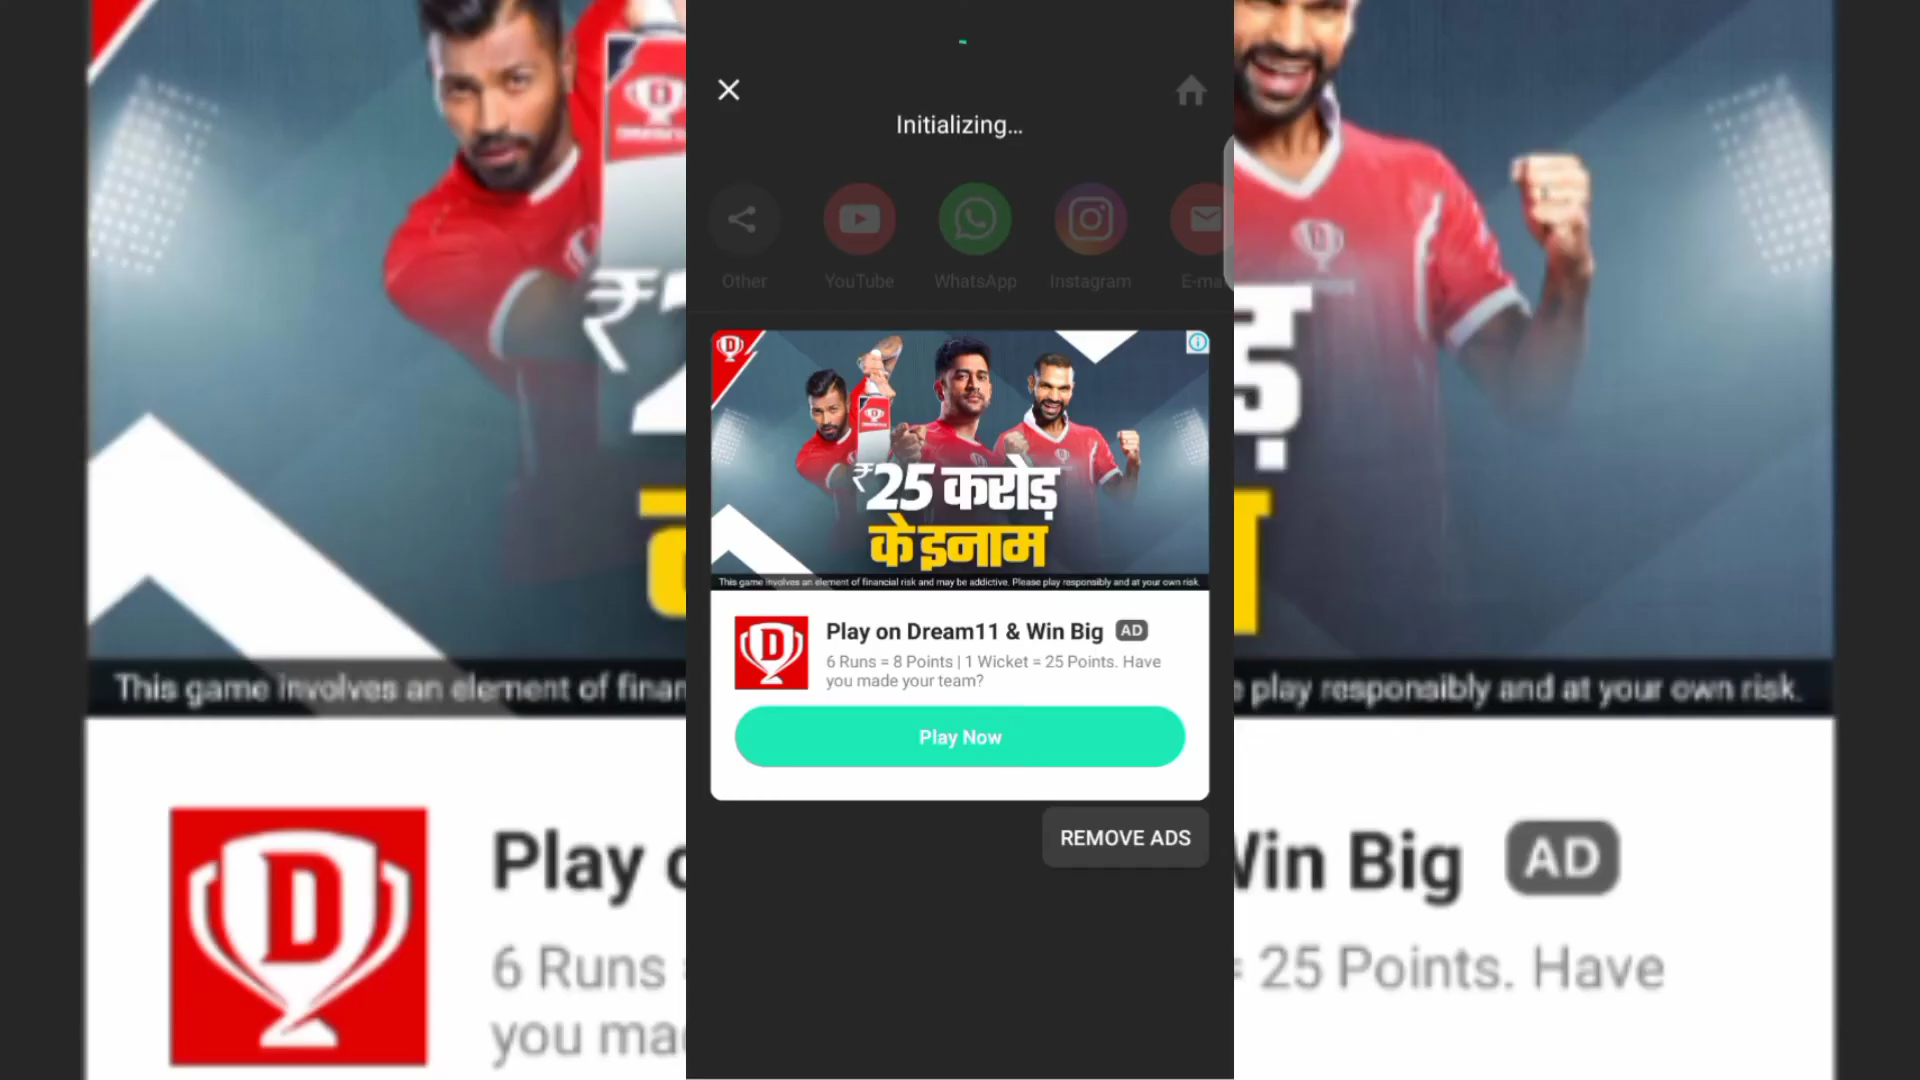 Initializing...
Other
YouTube
WhatsApp
Instagram
E-ma
₹25 करोड़
के इनाम
This game involves an element of financial risk and may be addictive. Please play responsibly and at your own risk.
D
Play on Dream11 & Win Big AD
6 Runs = 8 Points | 1 Wicket = 25 Points. Have
you made your team?
Play Now
REMOVE ADS
This game involves an element of finan
play responsibly and at your own risk.
D
Play
Win Big AD
6 Runs
= 25 Points. Have
you ma